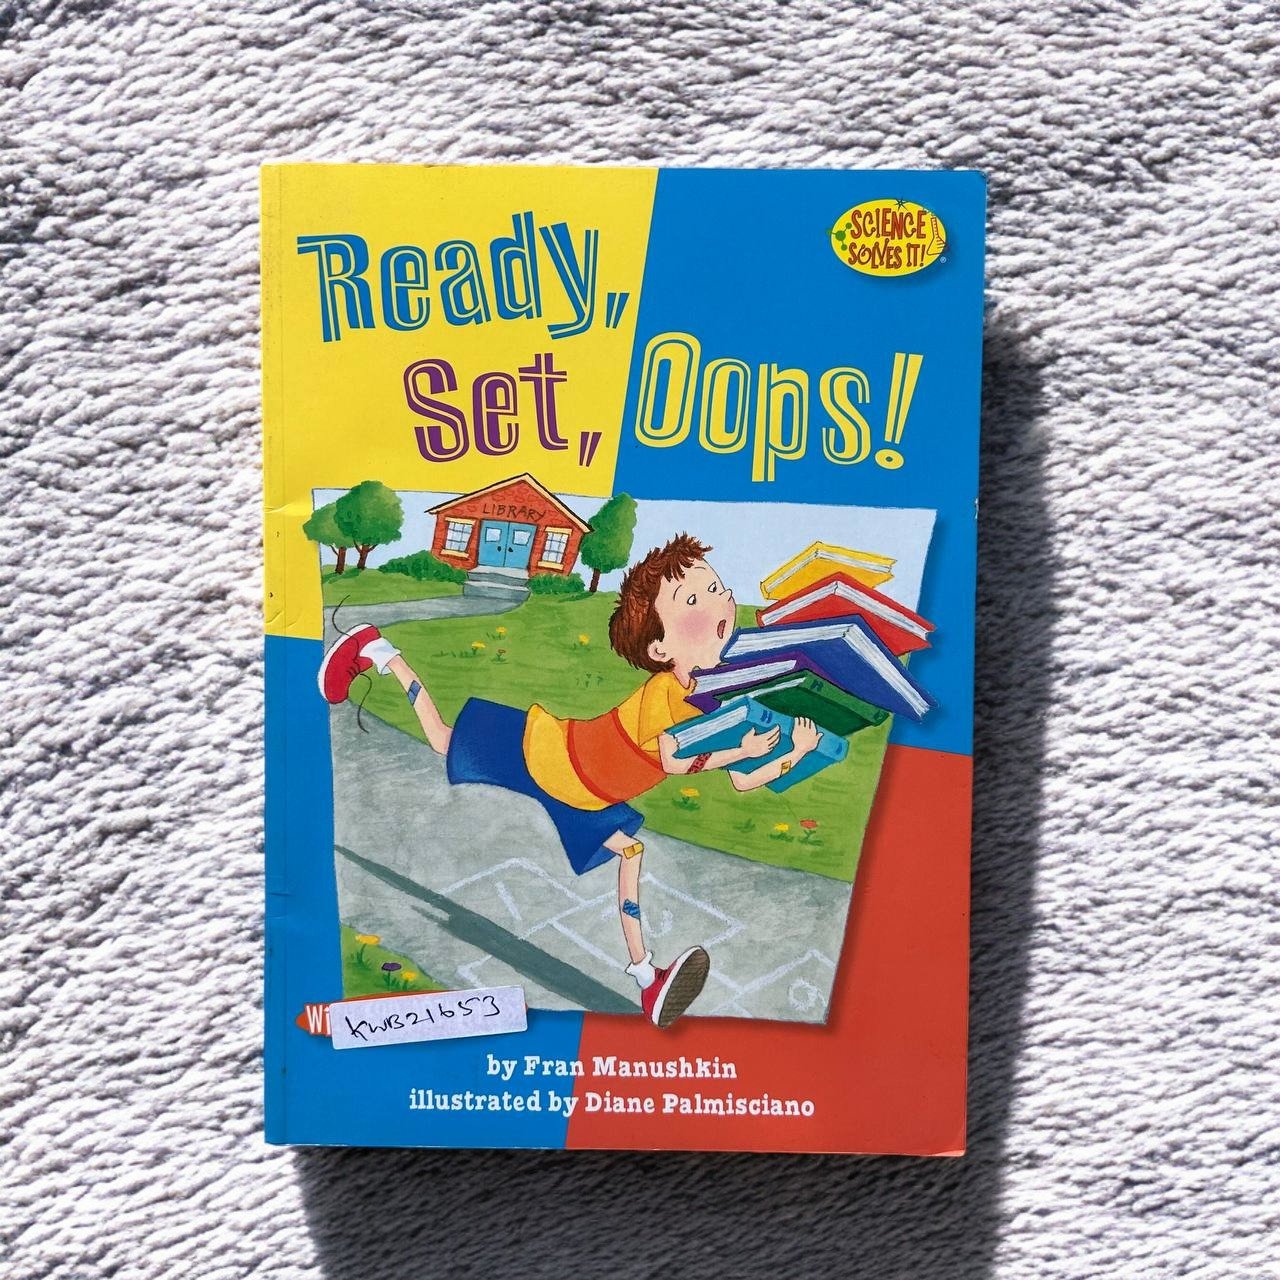 SCIENCE
SOLVES IT!
®
Ready,
Set, Oops!
LIBRARY
KWB21653
by Fran Manushkin
illustrated by Diane Palmisciano